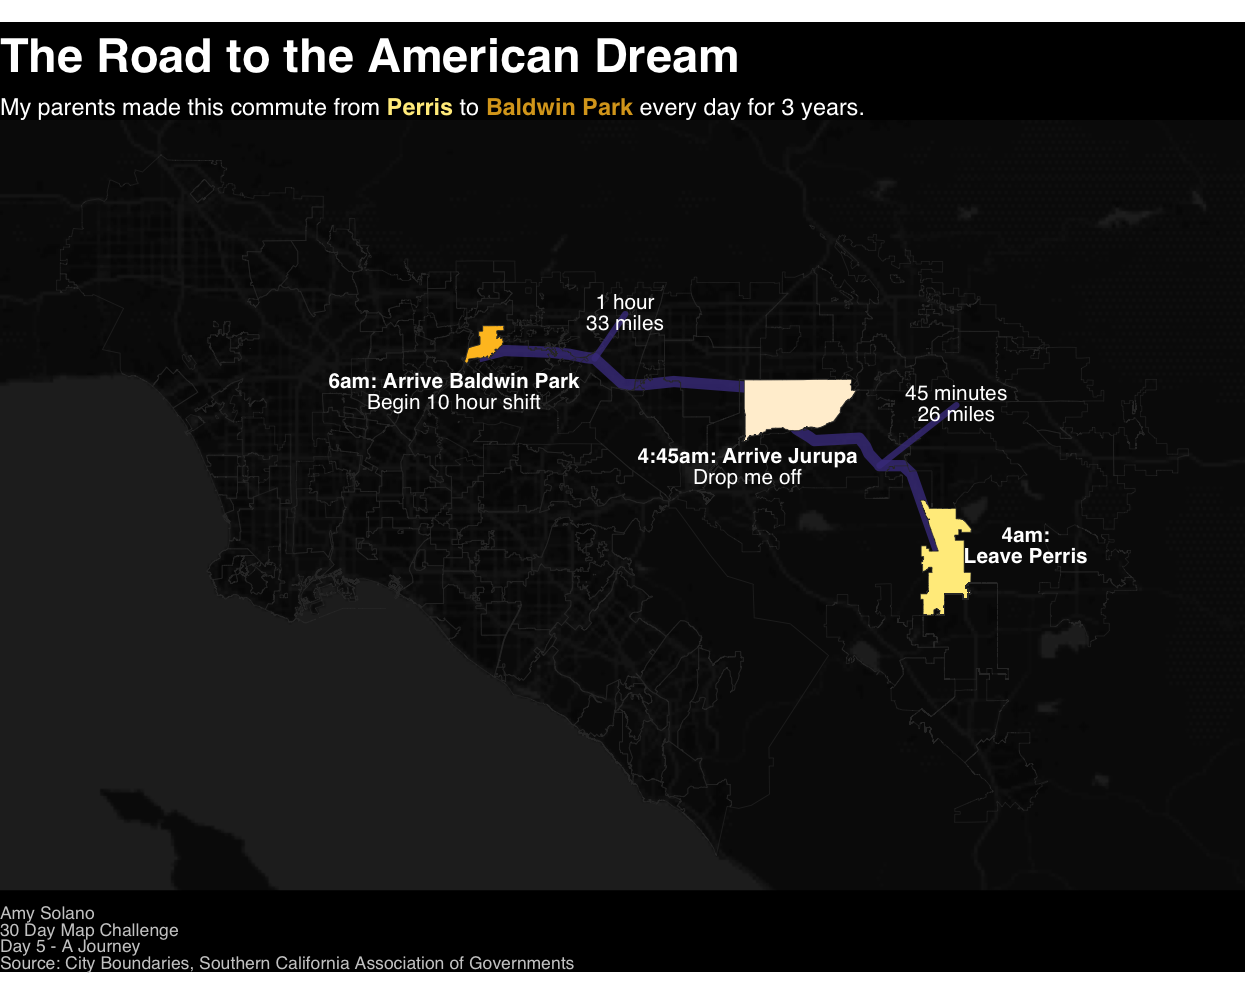 The Road to the American Dream
My parents made this commute from Perris to Baldwin Park every day for 3 years.
1 hour
33 miles
6am: Arrive Baldwin Park
Begin 10 hour shift
45 minutes
26 miles
4:45am: Arrive Jurupa
Drop me off
4am:
Leave Perris
Amy Solano
30 Day Map Challenge
Day 5 - A Journey
Source: City Boundaries, Southern California Association of Governments